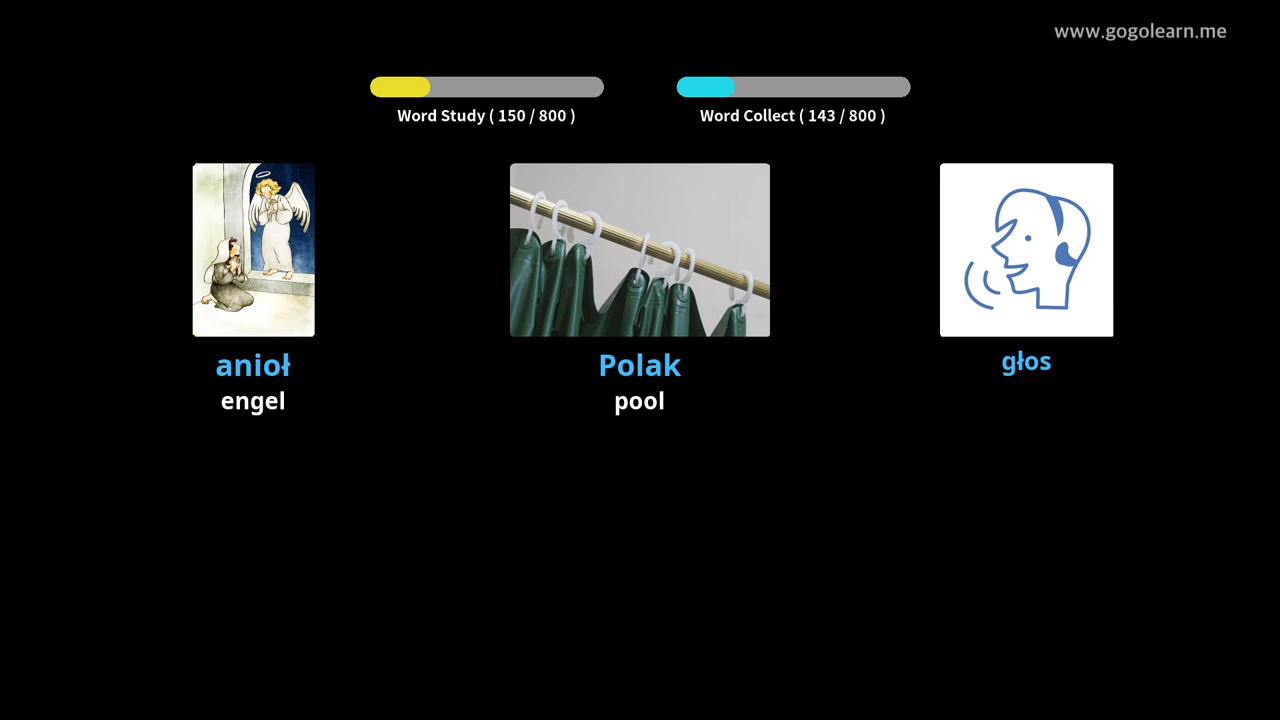 www.gogolearn.me
Word Study ( 150 / 800 )
Word Collect ( 143 / 800 )
anioł
Polak
głos
engel
pool